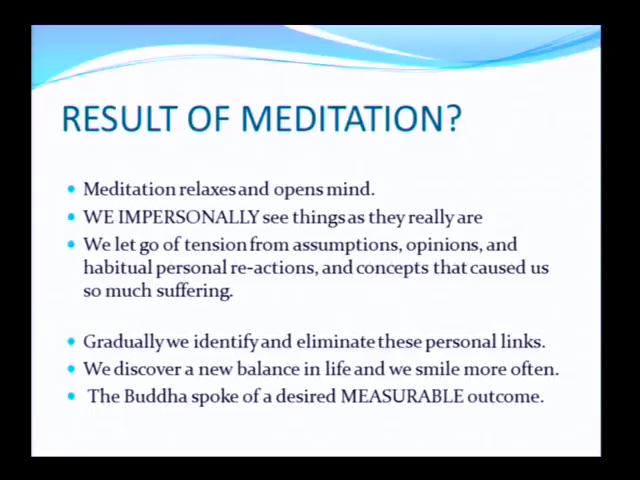 RESULT OF MEDITATION?
Meditation relaxes and opens mind.
WE IMPERSONALLY see things as they really are
We let go of tension from assumptions, opinions, and
habitual personal re-actions, and concepts that caused us
so much suffering.
Gradually we identify and eliminate these personal links.
We discover a new balance in life and we smile more often.
The Buddha spoke of a desired MEASURABLE outcome.